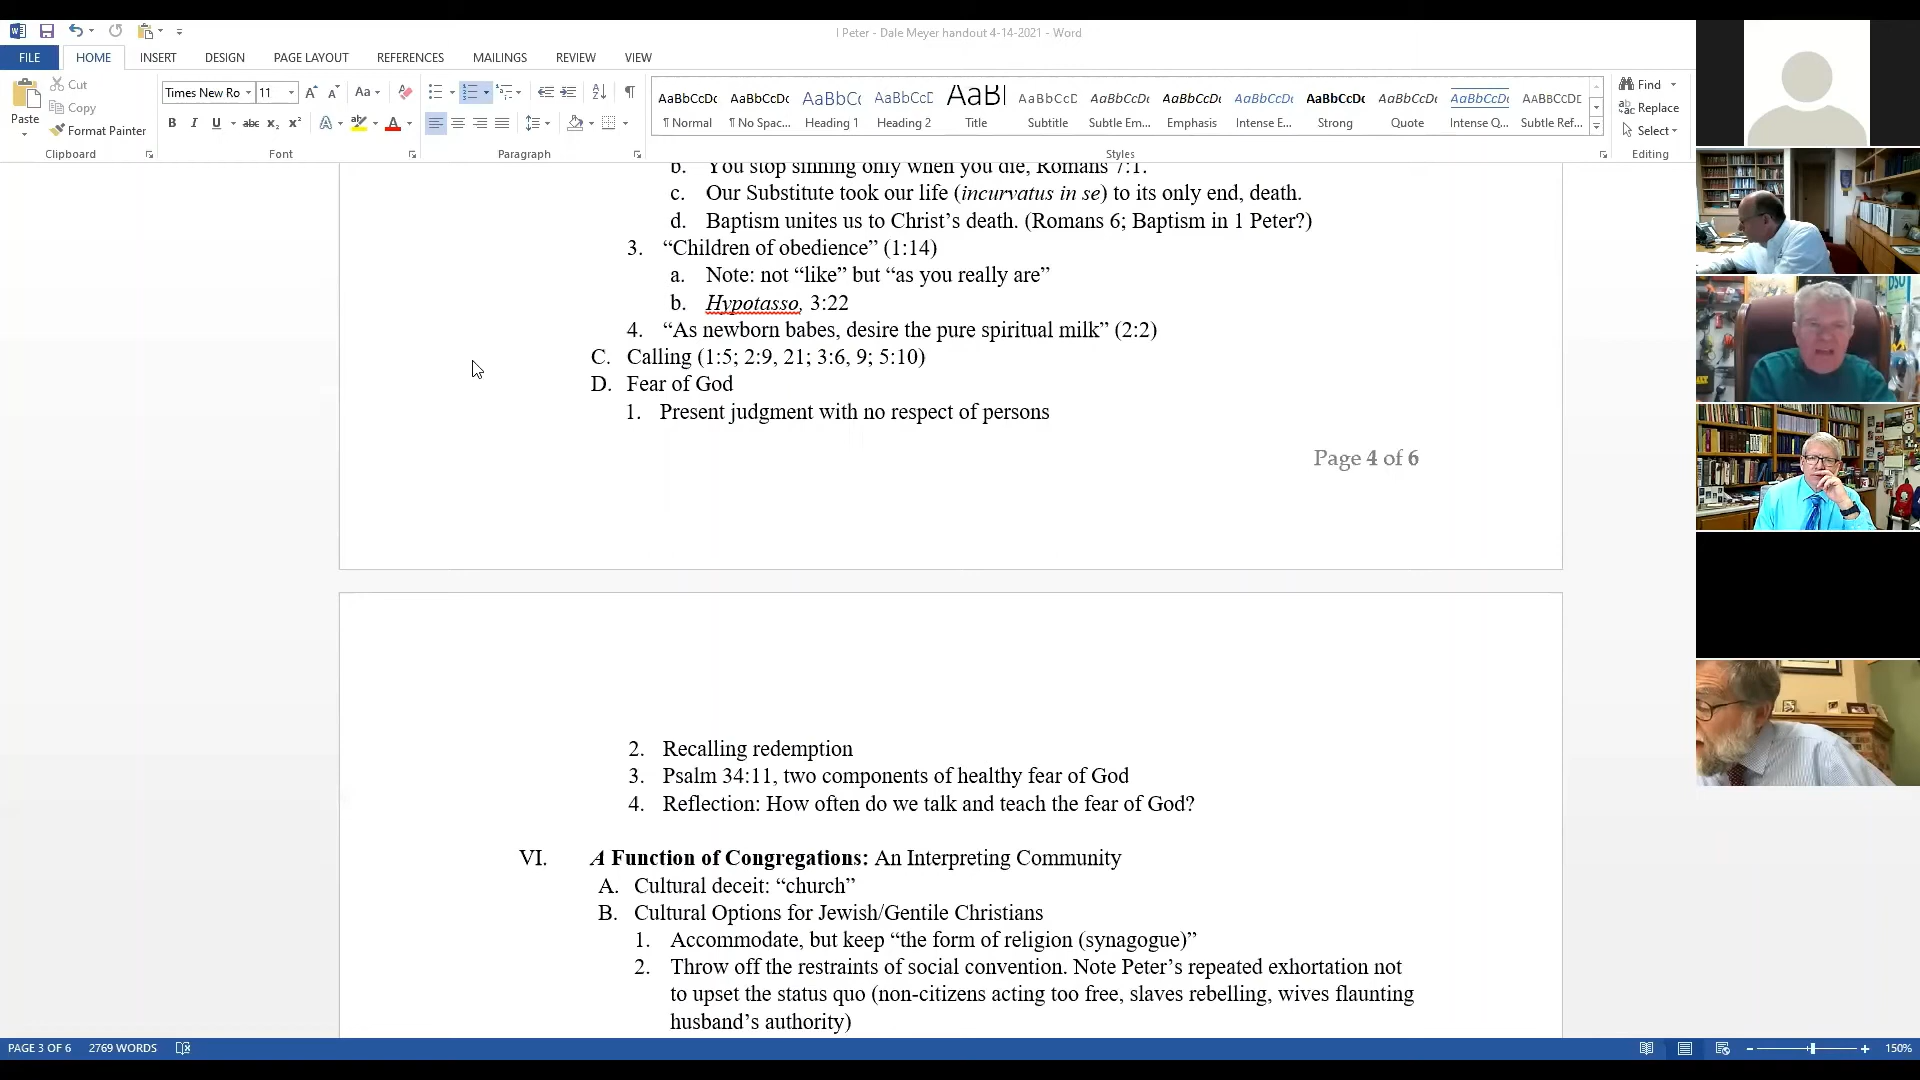 I Peter - Dale Meyer handout 4-14-2021 - Word
FILE HOME INSERT DESIGN PAGE LAYOUT REFERENCES MAILINGS REVIEW VIEW
Paste
Cut
Copy
Format Painter
Clipboard
Times New Ro 11
Font
Paragraph
AaBbCcDc AaBbCcDc AaBbCc AaBbCcD AaBl AaBbCcD AaBbCcDc AaBbCcDc AaBbCcDc AaBbCcDc AaBbCcDc AaBbCcDc AaBbCcDc
¶ Normal ¶ No Spac... Heading 1 Heading 2 Title Subtitle Subtle Em... Emphasis Intense E... Strong Quote Intense Q... Subtle Ref...
Styles
Find
Replace
Select
Editing
b. You stop sinning only when you die, Romans 7:1.
c. Our Substitute took our life (incurvatus in se) to its only end, death.
d. Baptism unites us to Christ’s death. (Romans 6; Baptism in 1 Peter?)
3. “Children of obedience” (1:14)
a. Note: not “like” but “as you really are”
b. Hypotasso, 3:22
4. “As newborn babes, desire the pure spiritual milk” (2:2)
C. Calling (1:5; 2:9, 21; 3:6, 9; 5:10)
D. Fear of God
1. Present judgment with no respect of persons
Page 4 of 6
2. Recalling redemption
3. Psalm 34:11, two components of healthy fear of God
4. Reflection: How often do we talk and teach the fear of God?
VI. A Function of Congregations: An Interpreting Community
A. Cultural deceit: “church”
B. Cultural Options for Jewish/Gentile Christians
1. Accommodate, but keep “the form of religion (synagogue)”
2. Throw off the restraints of social convention. Note Peter’s repeated exhortation not
to upset the status quo (non-citizens acting too free, slaves rebelling, wives flaunting
husband’s authority)
PAGE 3 OF 6 2769 WORDS
150%